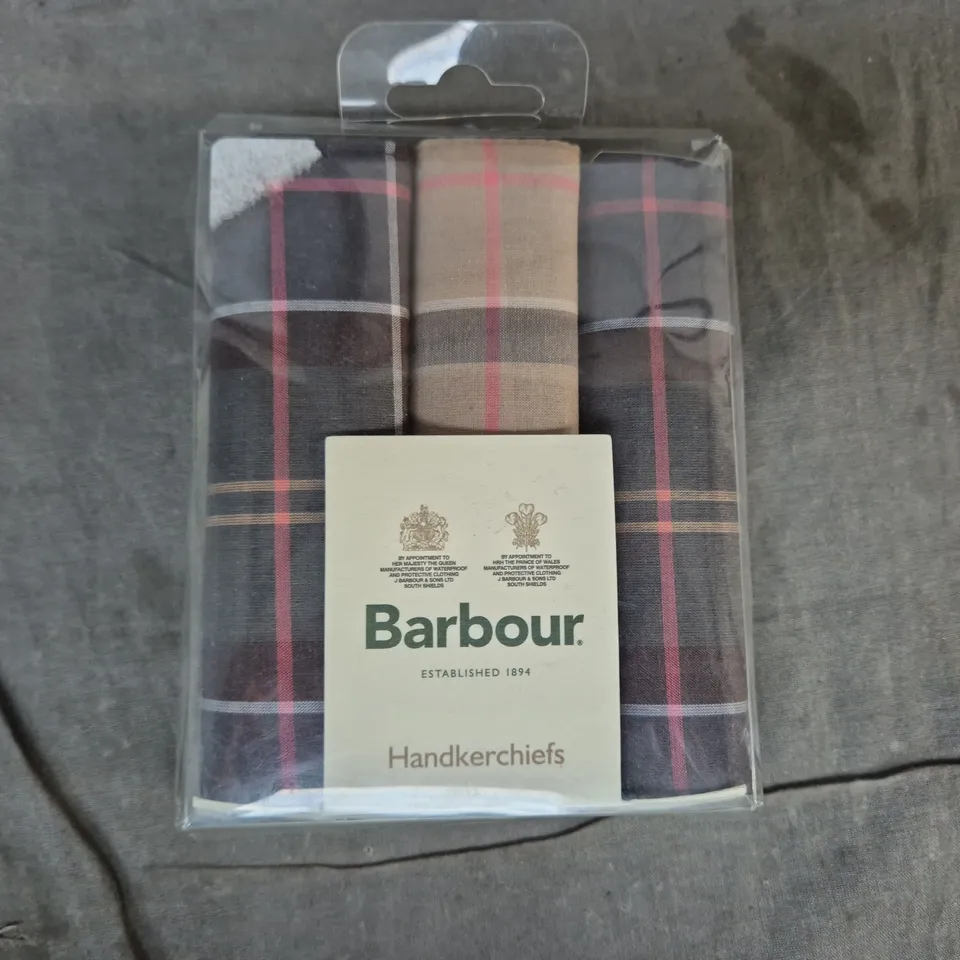 BY APPOINTMENT TO
HER MAJESTY THE QUEEN
MANUFACTURERS OF WATERPROOF
AND PROTECTIVE CLOTHING
J BARBOUR & SONS LTD
SOUTH SHIELDS
BY APPOINTMENT TO
HRH THE PRINCE OF WALES
MANUFACTURERS OF WATERPROOF
AND PROTECTIVE CLOTHING
J BARBOUR & SONS LTD
SOUTH SHIELDS
Barbour®
ESTABLISHED 1894
Handkerchiefs